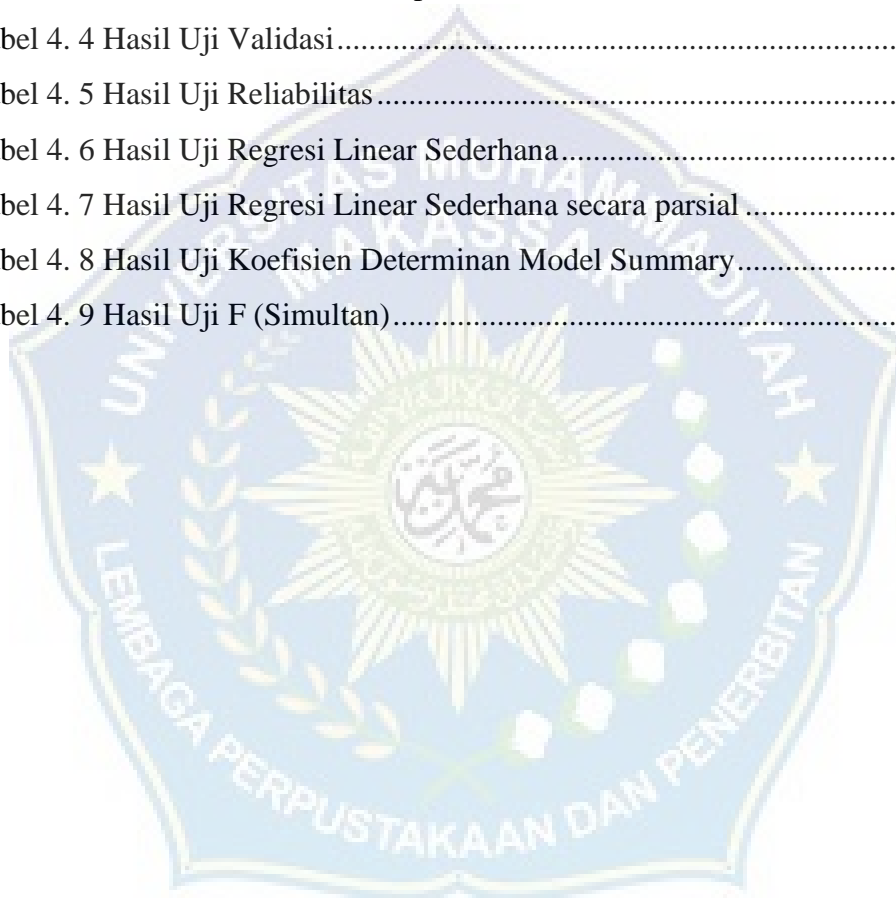 bel 4. 4 Hasil Uji Validasi........................................................................
bel 4. 5 Hasil Uji Reliabilitas...................................................................
bel 4. 6 Hasil Uji Regresi Linear Sederhana............................................
bel 4. 7 Hasil Uji Regresi Linear Sederhana secara parsial .....................
bel 4. 8 Hasil Uji Koefisien Determinan Model Summary......................
bel 4. 9 Hasil Uji F (Simultan).................................................................
UNIVERSITAS MUHAMMADIYAH
MAKASSAR
LEMBAGA PERPUSTAKAAN DAN PENERBITAN